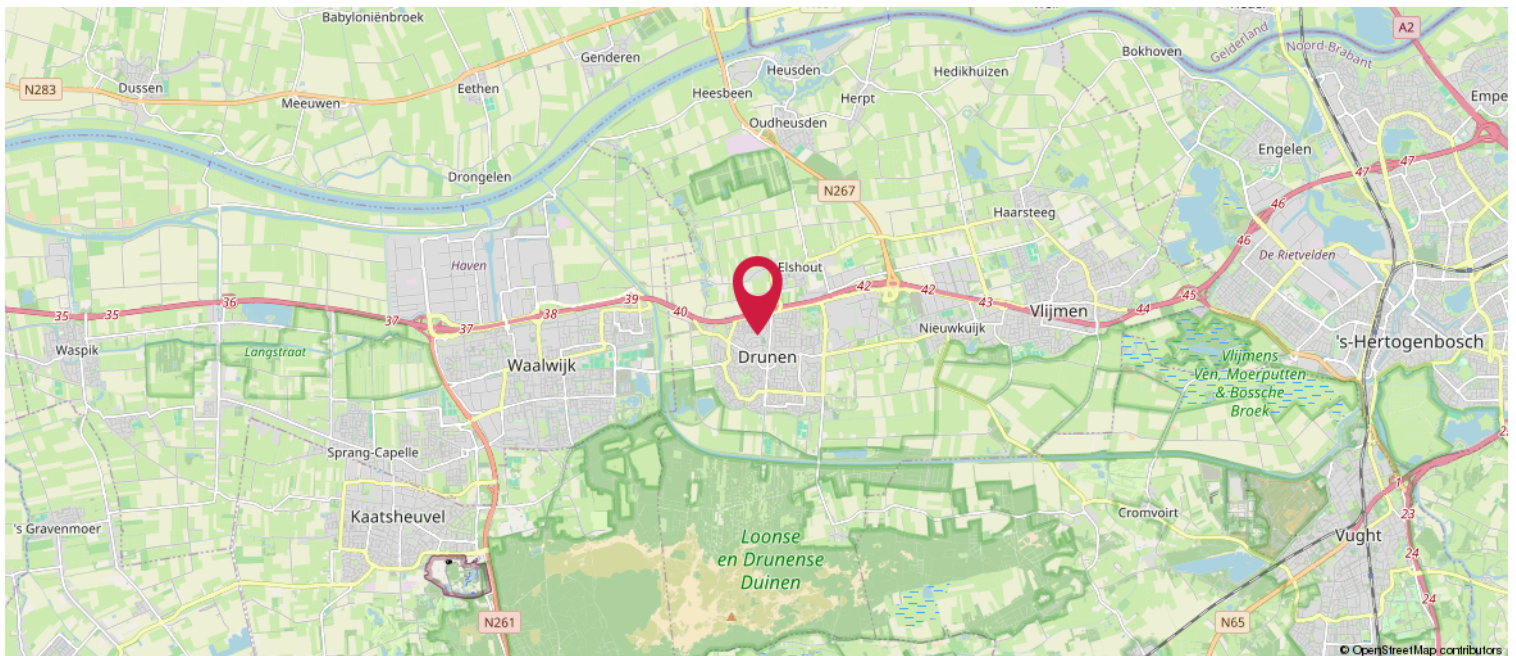 Babyloniënbroek
Genderen
Bokhoven
Gelderland
Noord-Brabant
A2
N283
Dussen
Meeuwen
Eethen
Heesbeen
Heusden
Herpt
Hedikhuizen
Empe
Oudheusden
Engelen
47
47
Drongelen
N267
46
Haarsteeg
46
De Rietvelden
Haven
Elshout
35
35
36
37
37
38
39
40
42
42
43
44
45
Waspik
Langstraat
Waalwijk
Drunen
Nieuwkuijk
Vlijmen
's-Hertogenbosch
Vlijmens
Ven, Moerputten
& Bossche
Broek
Sprang-Capelle
Kaatsheuvel
's Gravenmoer
Loonse
en Drunense
Duinen
Cromvoirt
Vught
1
23
24
24
N261
N65
© OpenStreetMap contributors